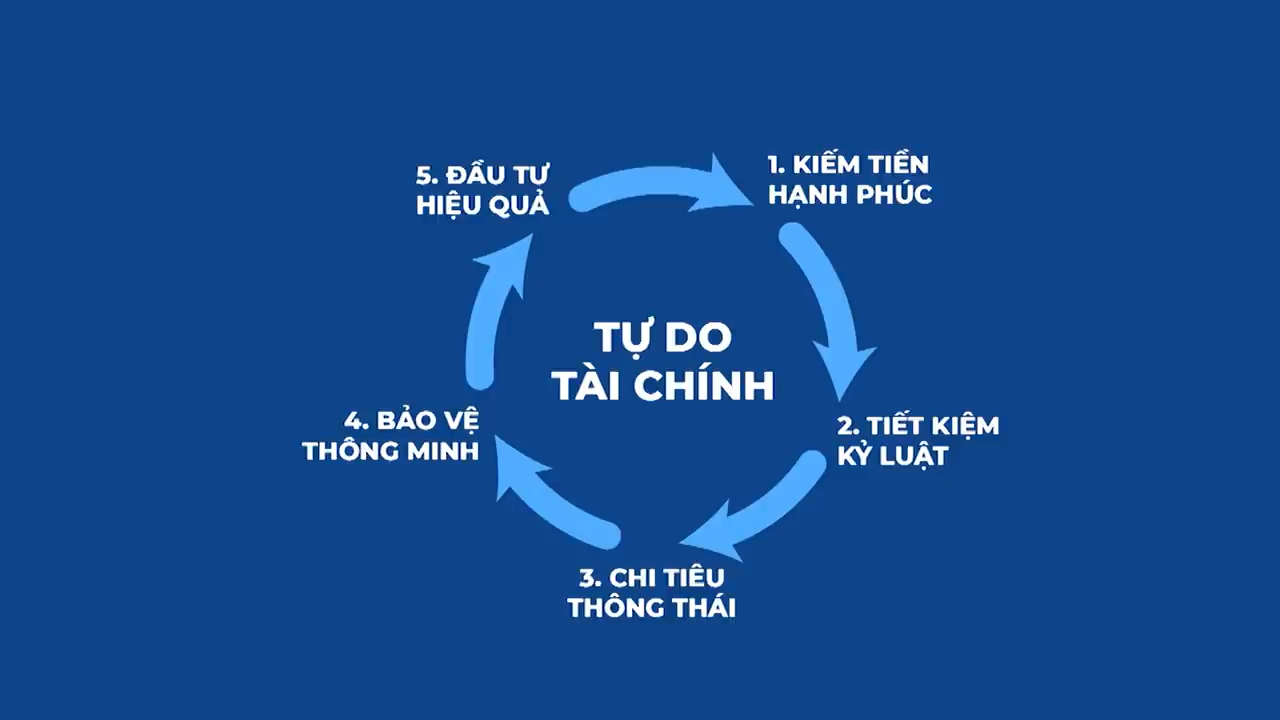 5. ĐẦU TƯ
HIỆU QUẢ
1. KIẾM TIỀN
HẠNH PHÚC
TỰ DO
TÀI CHÍNH
4. BẢO VỆ
THÔNG MINH
2. TIẾT KIỆM
KỶ LUẬT
3. CHI TIÊU
THÔNG THÁI